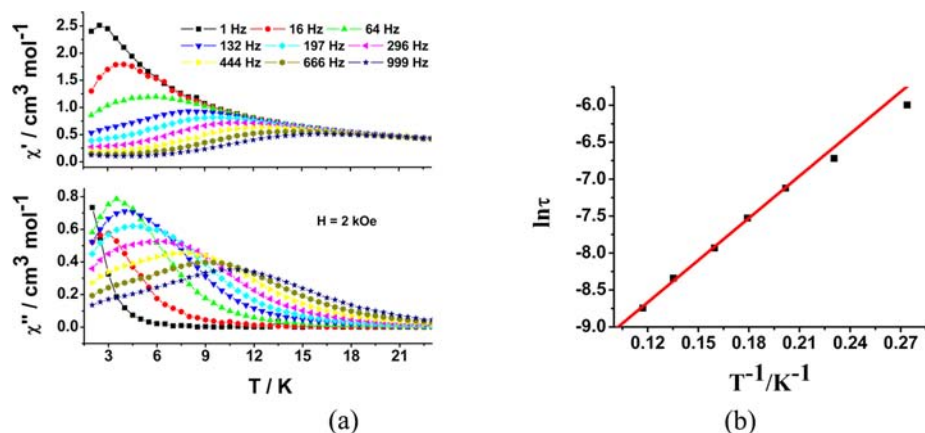 χ' / cm³ mol⁻¹
2.5
2.0
1.5
1.0
0.5
0.0
1 Hz 16 Hz 64 Hz
132 Hz 197 Hz 296 Hz
444 Hz 666 Hz 999 Hz
χ'' / cm³ mol⁻¹
0.8
0.6
0.4
0.2
0.0
H = 2 kOe
3 6 9 12 15 18 21
T / K
(a)
lnτ
-6.0
-6.5
-7.0
-7.5
-8.0
-8.5
-9.0
0.12 0.15 0.18 0.21 0.24 0.27
T⁻¹/K⁻¹
(b)